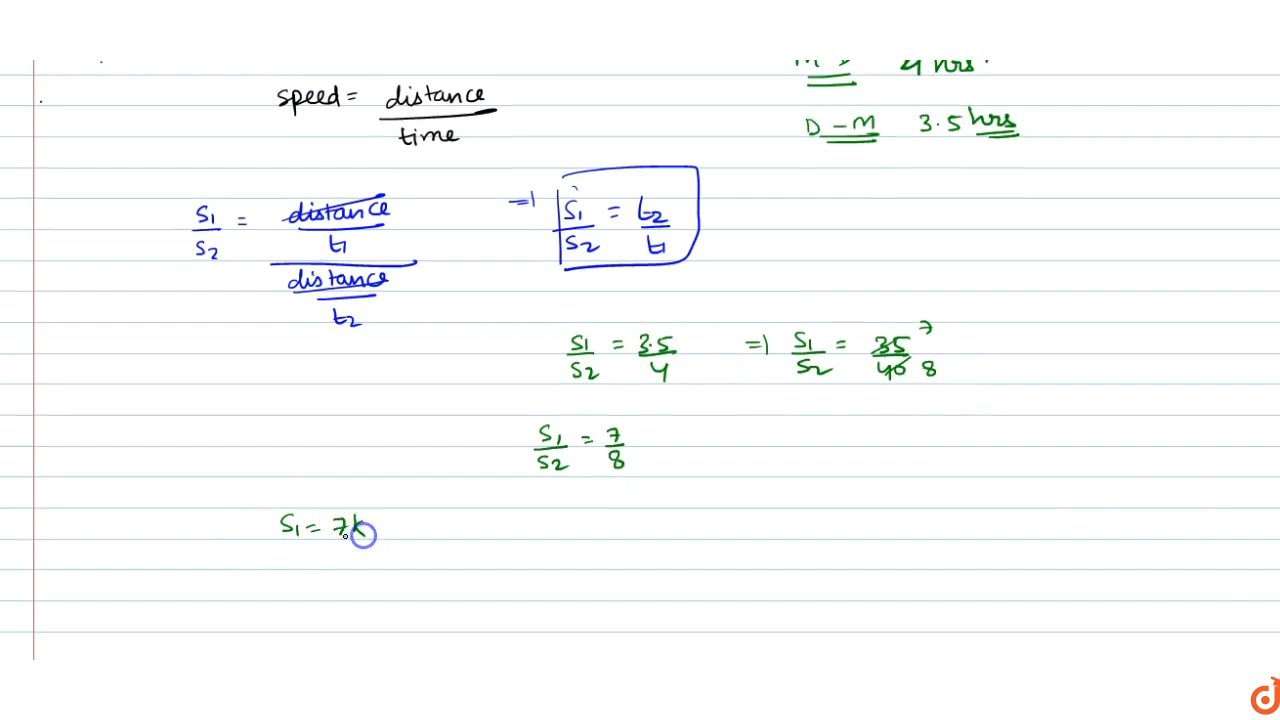 4 hrs.
speed = distance / time
D - M 3.5 hrs
S1/S2 = distance/t1 / distance/t2 => S1/S2 = t2/t1
S1/S2 = 3.5/4 => S1/S2 = 35/40 7/8
S1/S2 = 7/8
S1 = 7k